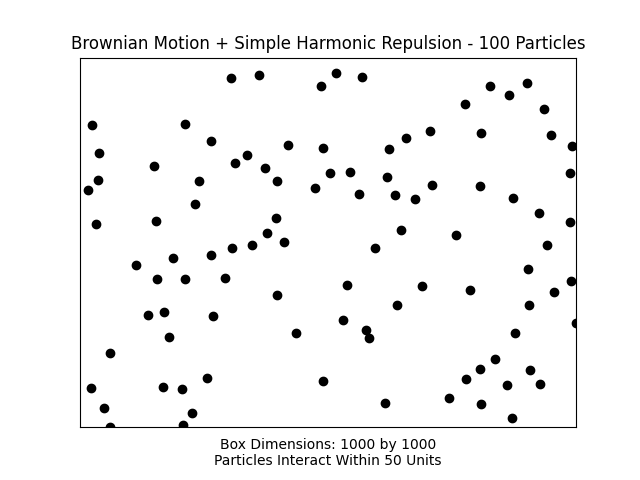 Brownian Motion + Simple Harmonic Repulsion - 100 Particles
Box Dimensions: 1000 by 1000
Particles Interact Within 50 Units